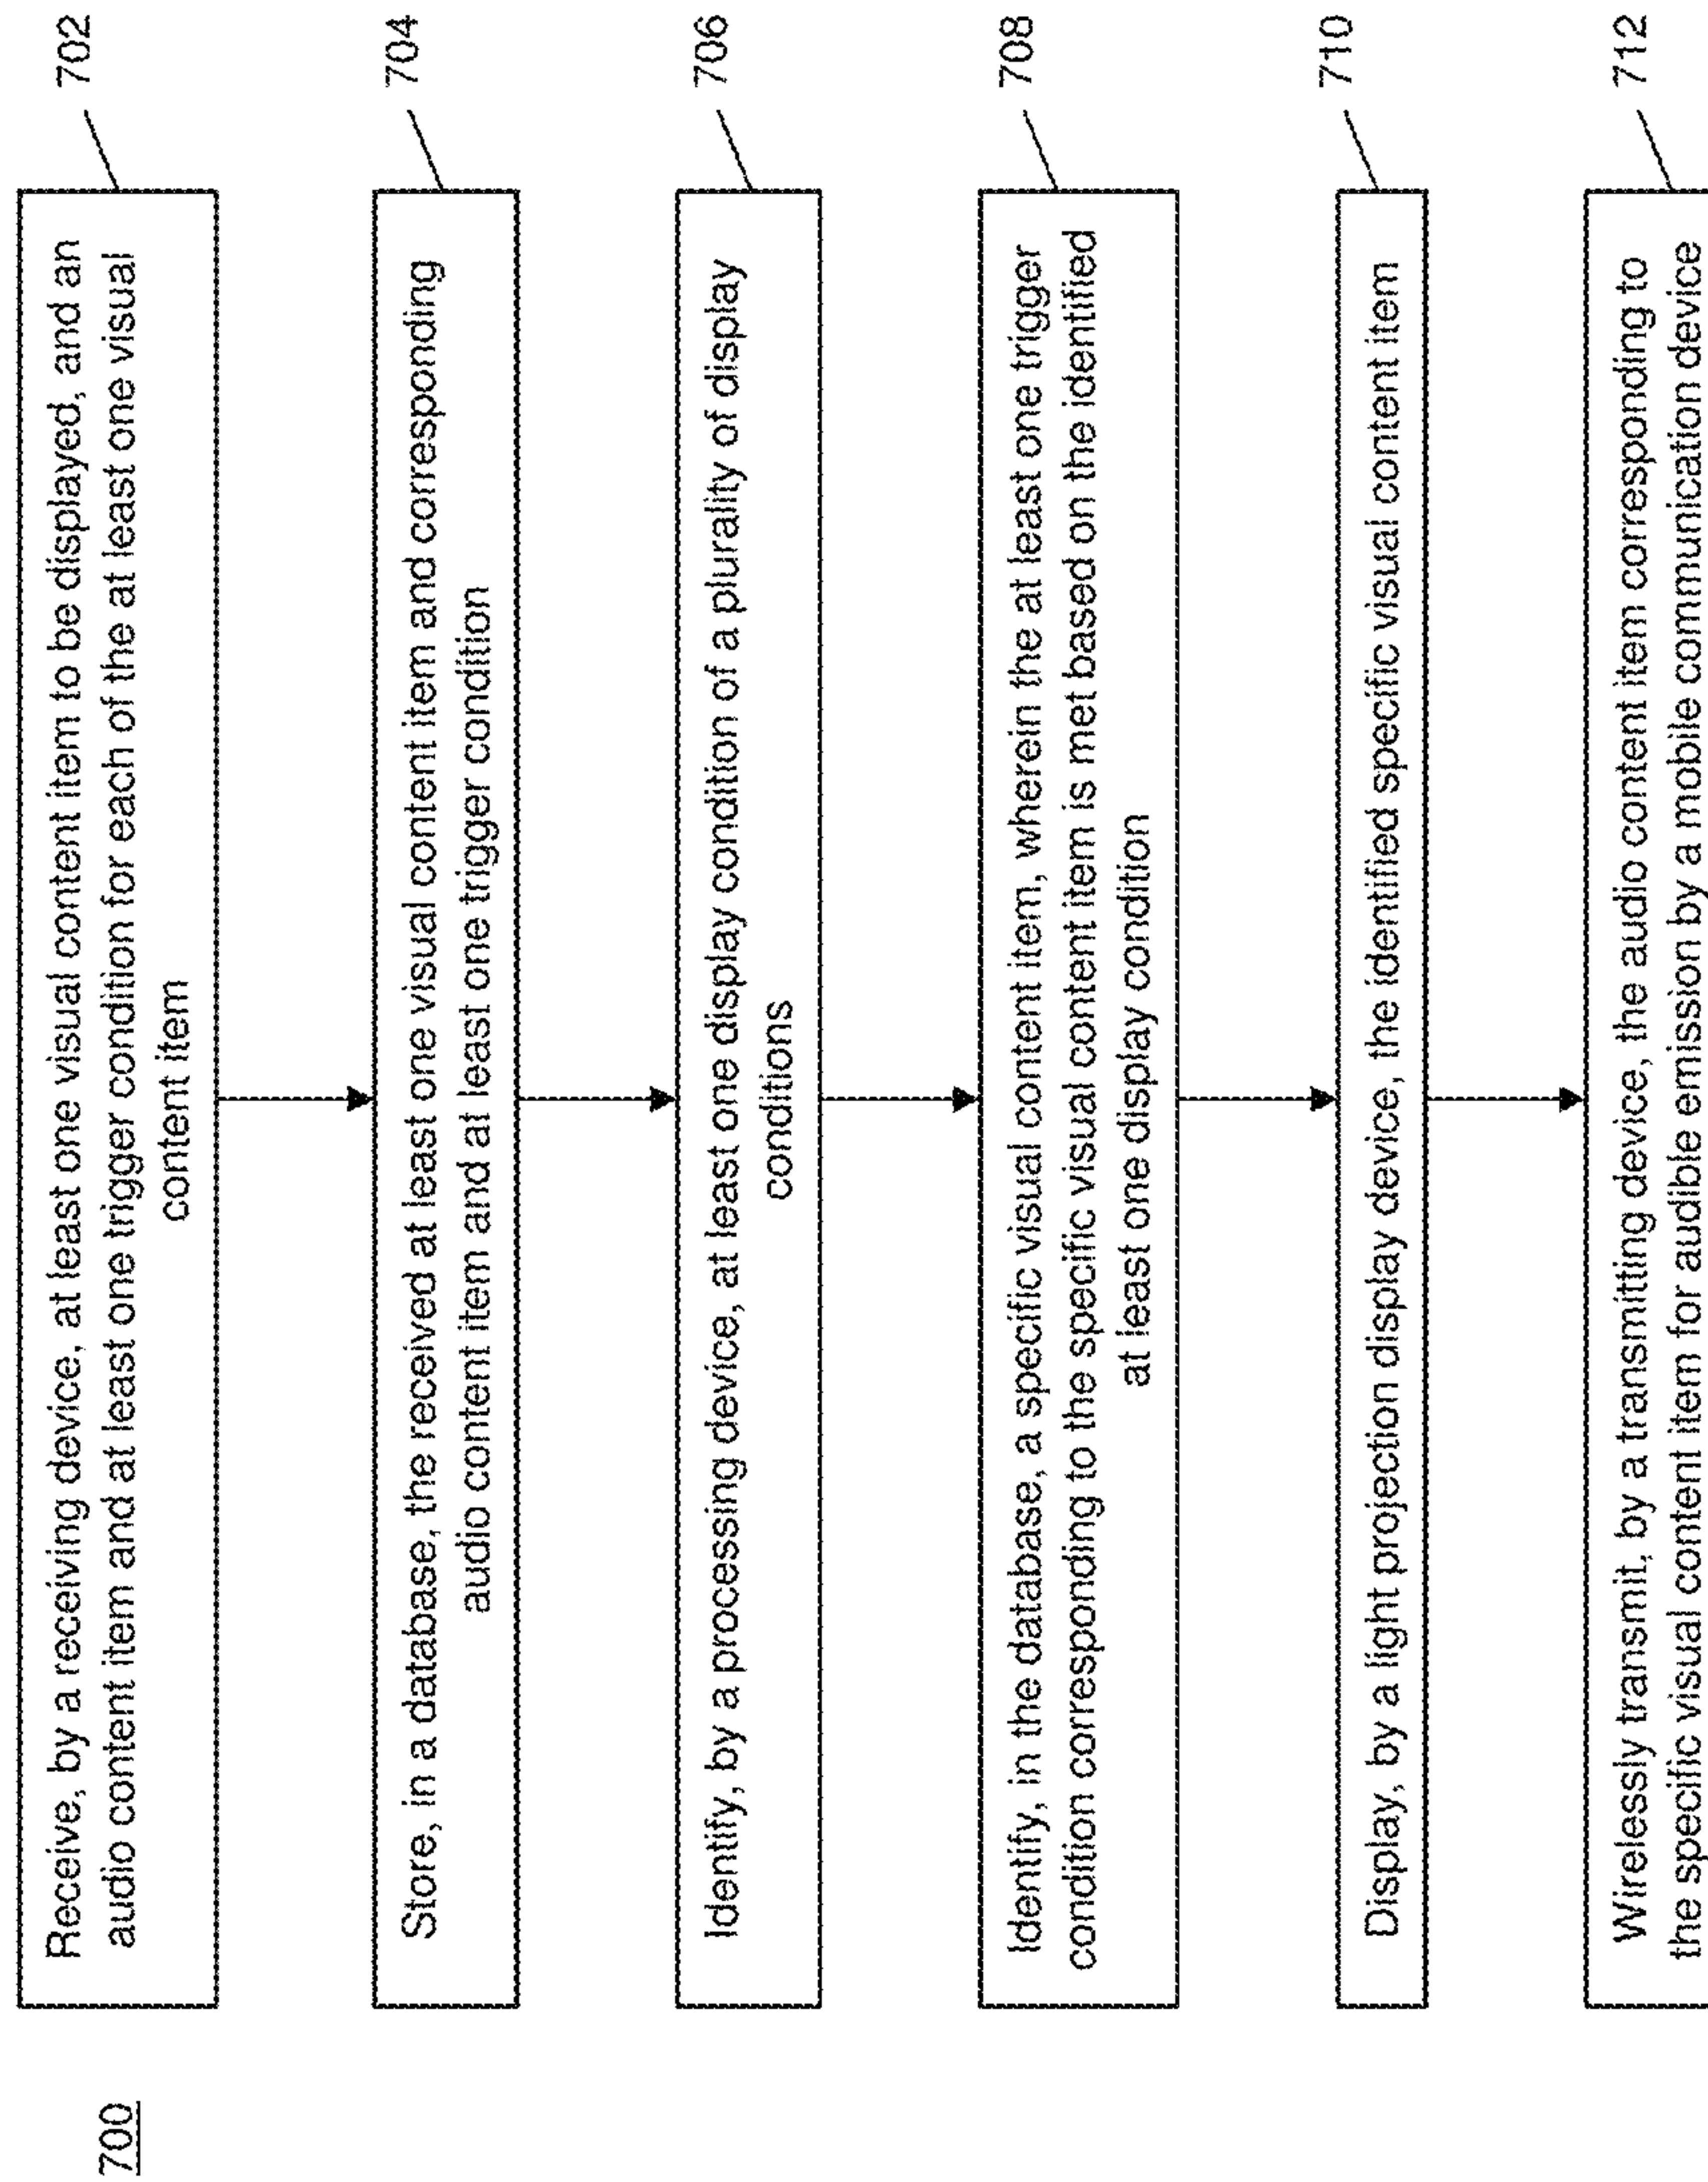 700
Receive, by a receiving device, at least one visual content item to be displayed, and an
audio content item and at least one trigger condition for each of the at least one visual
content item
702
Store, in a database, the received at least one visual content item and corresponding
audio content item and at least one trigger condition
704
Identify, by a processing device, at least one display condition of a plurality of display
conditions
706
Identify, in the database, a specific visual content item, wherein the at least one trigger
condition corresponding to the specific visual content item is met based on the identified
at least one display condition
708
Display, by a light projection display device, the identified specific visual content item
710
Wirelessly transmit, by a transmitting device, the audio content item corresponding to
the specific visual content item for audible emission by a mobile communication device
712